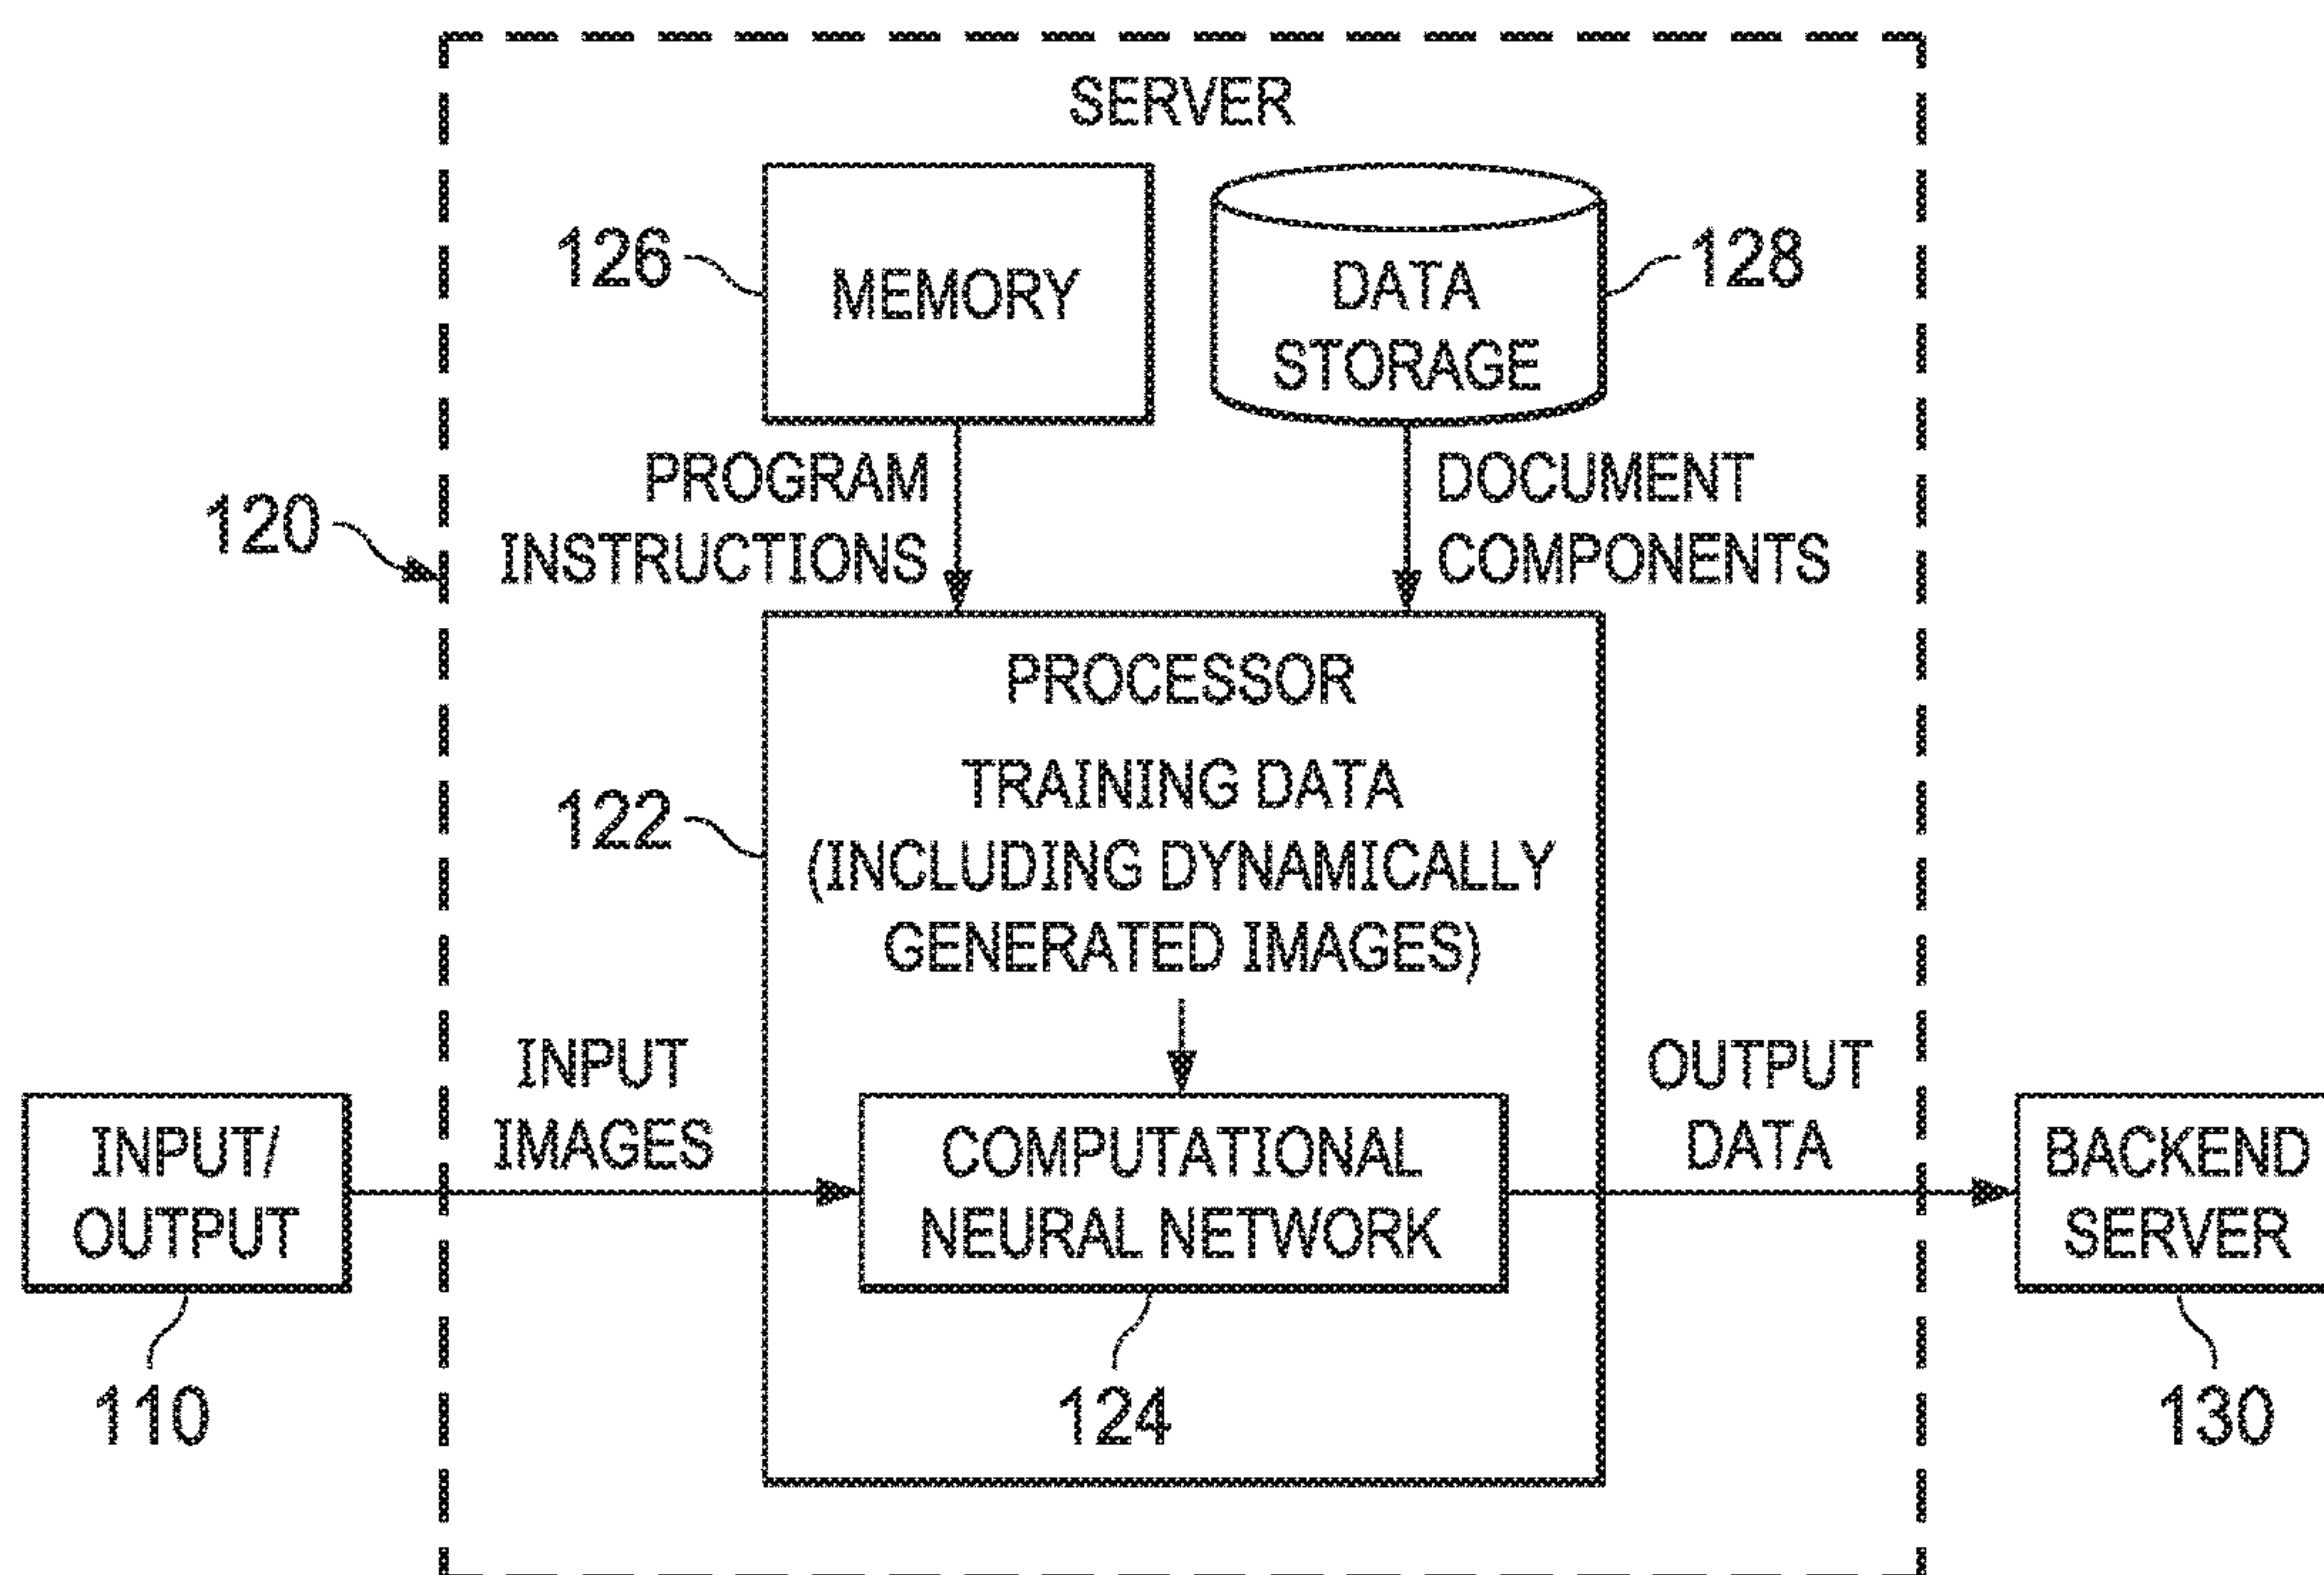 SERVER
126
MEMORY
DATA
STORAGE
128
PROGRAM
INSTRUCTIONS
DOCUMENT
COMPONENTS
120
PROCESSOR
TRAINING DATA
(INCLUDING DYNAMICALLY
GENERATED IMAGES)
122
INPUT
IMAGES
OUTPUT
DATA
INPUT/
OUTPUT
COMPUTATIONAL
NEURAL NETWORK
BACKEND
SERVER
110
124
130